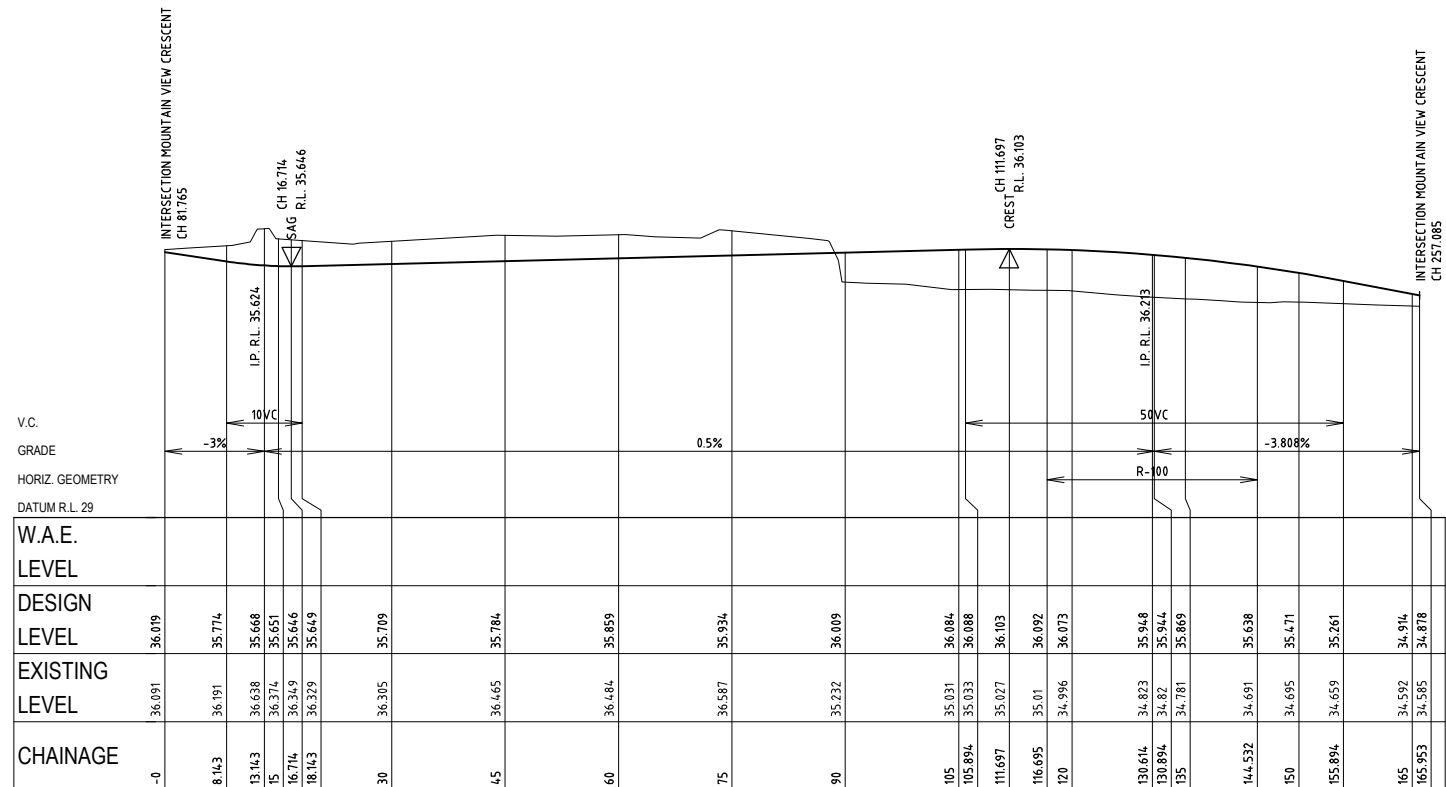 INTERSECTION MOUNTAIN VIEW CRESCENT
CH 81.765
SAG CH 16.714
R.L. 35.646
CREST CH 111.697
R.L. 36.103
INTERSECTION MOUNTAIN VIEW CRESCENT
CH 257.085
I.P. R.L. 35.624
I.P. R.L. 36.213
V.C. 10VC 50VC
GRADE -3% 0.5% -3.808%
HORIZ. GEOMETRY R-100
DATUM R.L. 29
W.A.E.
LEVEL
DESIGN
LEVEL 36.019 35.774 35.668 35.651 35.646 35.649 35.709 35.784 35.859 35.934 36.009 36.084 36.088 36.103 36.092 36.073 35.948 35.944 35.869 35.638 35.471 35.261 34.914 34.878
EXISTING
LEVEL 36.091 36.191 36.638 36.374 36.349 36.329 36.305 36.465 36.484 36.587 35.232 35.031 35.033 35.027 35.01 34.996 34.823 34.82 34.781 34.691 34.695 34.659 34.592 34.585
CHAINAGE -0 8.143 13.143 15 16.714 18.143 30 45 60 75 90 105 105.894 111.697 116.695 120 130.614 130.894 135 144.532 150 155.894 165 165.953